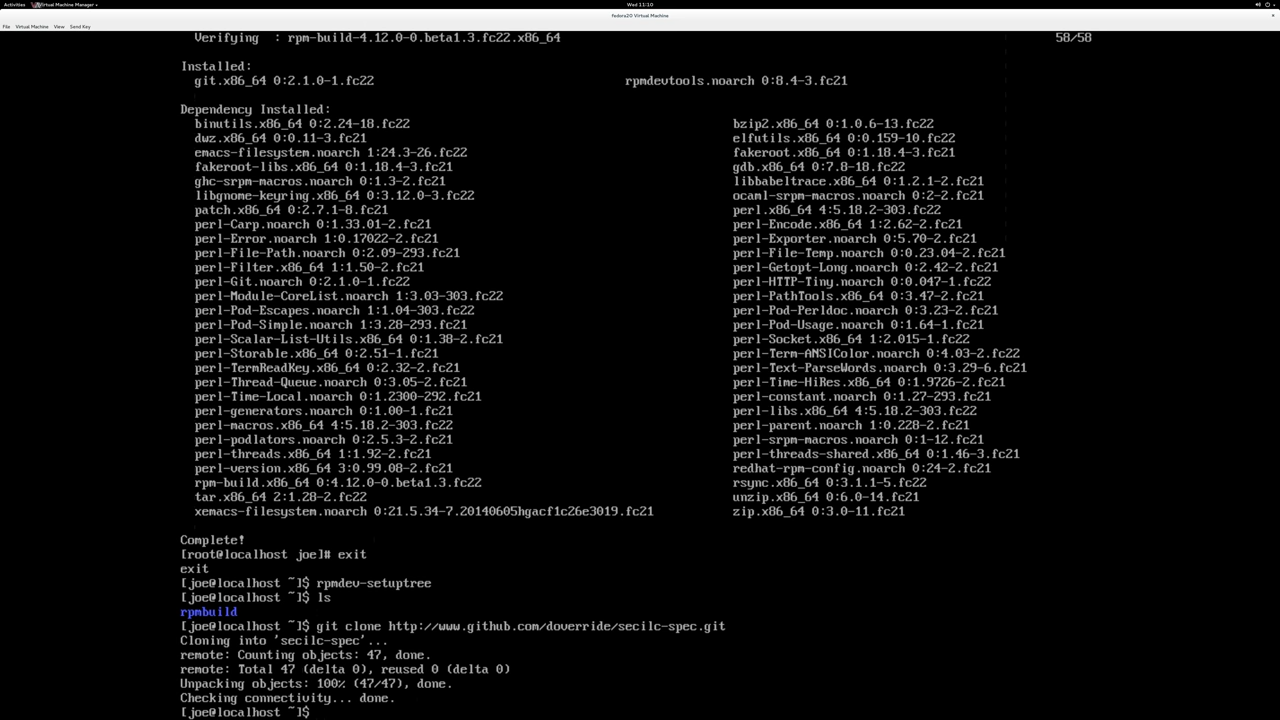 Activities Virtual Machine Manager Wed 11:10
Fedora20 Virtual Machine
File Virtual Machine View Send Key
Verifying : rpm-build-4.12.0-0.beta1.3.fc22.x86_64 58/58
Installed:
git.x86_64 0:2.1.0-1.fc22 rpmdevtools.noarch 0:8.4-3.fc21
Dependency Installed:
binutils.x86_64 0:2.24-18.fc22 bzip2.x86_64 0:1.0.6-13.fc22
dwz.x86_64 0:0.11-3.fc21 elfutils.x86_64 0:0.159-10.fc22
emacs-filesystem.noarch 1:24.3-26.fc22 fakeroot.x86_64 0:1.18.4-3.fc21
fakeroot-libs.x86_64 0:1.18.4-3.fc21 gdb.x86_64 0:7.8-18.fc22
ghc-srpm-macros.noarch 0:1.3-2.fc21 libbabeltrace.x86_64 0:1.2.1-2.fc21
libgnome-keyring.x86_64 0:3.12.0-3.fc22 ocaml-srpm-macros.noarch 0:2-2.fc21
patch.x86_64 0:2.7.1-8.fc21 perl.x86_64 4:5.18.2-303.fc22
perl-Carp.noarch 0:1.33.01-2.fc21 perl-Encode.x86_64 1:2.62-2.fc21
perl-Error.noarch 1:0.17022-2.fc21 perl-Exporter.noarch 0:5.70-2.fc21
perl-File-Path.noarch 0:2.09-293.fc21 perl-File-Temp.noarch 0:0.23.04-2.fc21
perl-Filter.x86_64 1:1.50-2.fc21 perl-Getopt-Long.noarch 0:2.42-2.fc21
perl-Git.noarch 0:2.1.0-1.fc22 perl-HTTP-Tiny.noarch 0:0.047-1.fc22
perl-Module-CoreList.noarch 1:3.03-303.fc22 perl-PathTools.x86_64 0:3.47-2.fc21
perl-Pod-Escapes.noarch 1:1.04-303.fc22 perl-Pod-Perldoc.noarch 0:3.23-2.fc21
perl-Pod-Simple.noarch 1:3.28-293.fc21 perl-Pod-Usage.noarch 0:1.64-1.fc21
perl-Scalar-List-Utils.x86_64 0:1.38-2.fc21 perl-Socket.x86_64 1:2.015-1.fc22
perl-Storable.x86_64 0:2.51-1.fc21 perl-Term-ANSIColor.noarch 0:4.03-2.fc22
perl-TermReadKey.x86_64 0:2.32-2.fc21 perl-Text-ParseWords.noarch 0:3.29-6.fc21
perl-Thread-Queue.noarch 0:3.05-2.fc21 perl-Time-HiRes.x86_64 0:1.9726-2.fc21
perl-Time-Local.noarch 0:1.2300-292.fc21 perl-constant.noarch 0:1.27-293.fc21
perl-generators.noarch 0:1.00-1.fc21 perl-libs.x86_64 4:5.18.2-303.fc22
perl-macros.x86_64 4:5.18.2-303.fc22 perl-parent.noarch 1:0.228-2.fc21
perl-podlators.noarch 0:2.5.3-2.fc21 perl-srpm-macros.noarch 0:1-12.fc21
perl-threads.x86_64 1:1.92-2.fc21 perl-threads-shared.x86_64 0:1.46-3.fc21
perl-version.x86_64 3:0.99.08-2.fc21 redhat-rpm-config.noarch 0:24-2.fc21
rpm-build.x86_64 0:4.12.0-0.beta1.3.fc22 rsync.x86_64 0:3.1.1-5.fc22
tar.x86_64 2:1.28-2.fc22 unzip.x86_64 0:6.0-14.fc21
xemacs-filesystem.noarch 0:21.5.34-7.20140605hgacf1c26e3019.fc21 zip.x86_64 0:3.0-11.fc21
Complete!
[root@localhost joe]# exit
exit
[joe@localhost ~]$ rpmdev-setuptree
[joe@localhost ~]$ ls
rpmbuild
[joe@localhost ~]$ git clone http://www.github.com/doverride/secilc-spec.git
Cloning into 'secilc-spec'...
remote: Counting objects: 47, done.
remote: Total 47 (delta 0), reused 0 (delta 0)
Unpacking objects: 100% (47/47), done.
Checking connectivity... done.
[joe@localhost ~]$